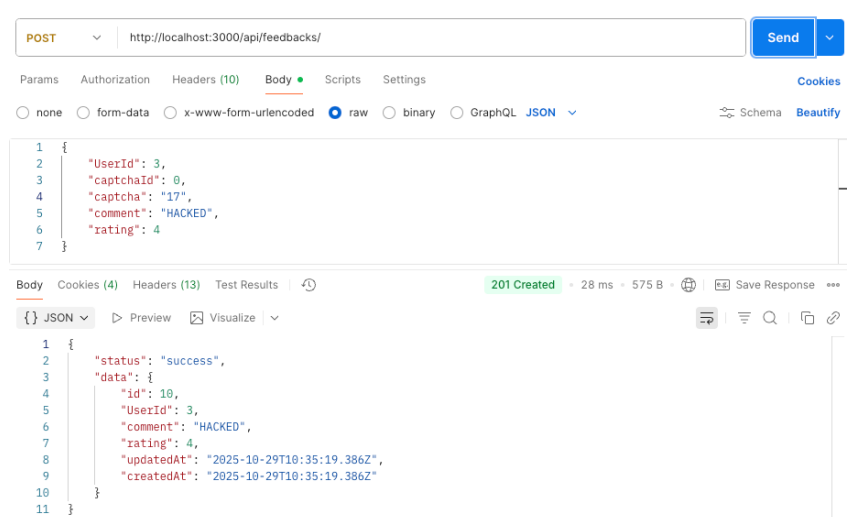 POST http://localhost:3000/api/feedbacks/ Send
Params Authorization Headers (10) Body Scripts Settings Cookies
none form-data x-www-form-urlencoded raw binary GraphQL JSON Schema Beautify
1 {
2 "UserId": 3,
3 "captchaId": 0,
4 "captcha": "17",
5 "comment": "HACKED",
6 "rating": 4
7 }
Body Cookies (4) Headers (13) Test Results 201 Created • 28 ms • 575 B • e.g. Save Response
{} JSON Preview Visualize
1 {
2 "status": "success",
3 "data": {
4 "id": 10,
5 "UserId": 3,
6 "comment": "HACKED",
7 "rating": 4,
8 "updatedAt": "2025-10-29T10:35:19.386Z",
9 "createdAt": "2025-10-29T10:35:19.386Z"
10 }
11 }